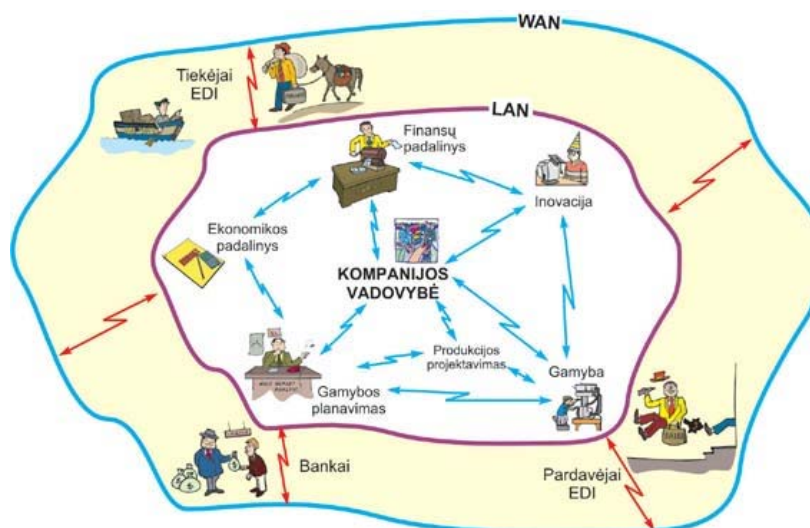 WAN
Tiekėjai
EDI
LAN
Finansų
padalinys
Inovacija
Ekonomikos
padalinys
KOMPANIJOS
VADOVYBĖ
Produkcijos
projektavimas
Gamyba
Gamybos
planavimas
Bankai
Pardavėjai
EDI